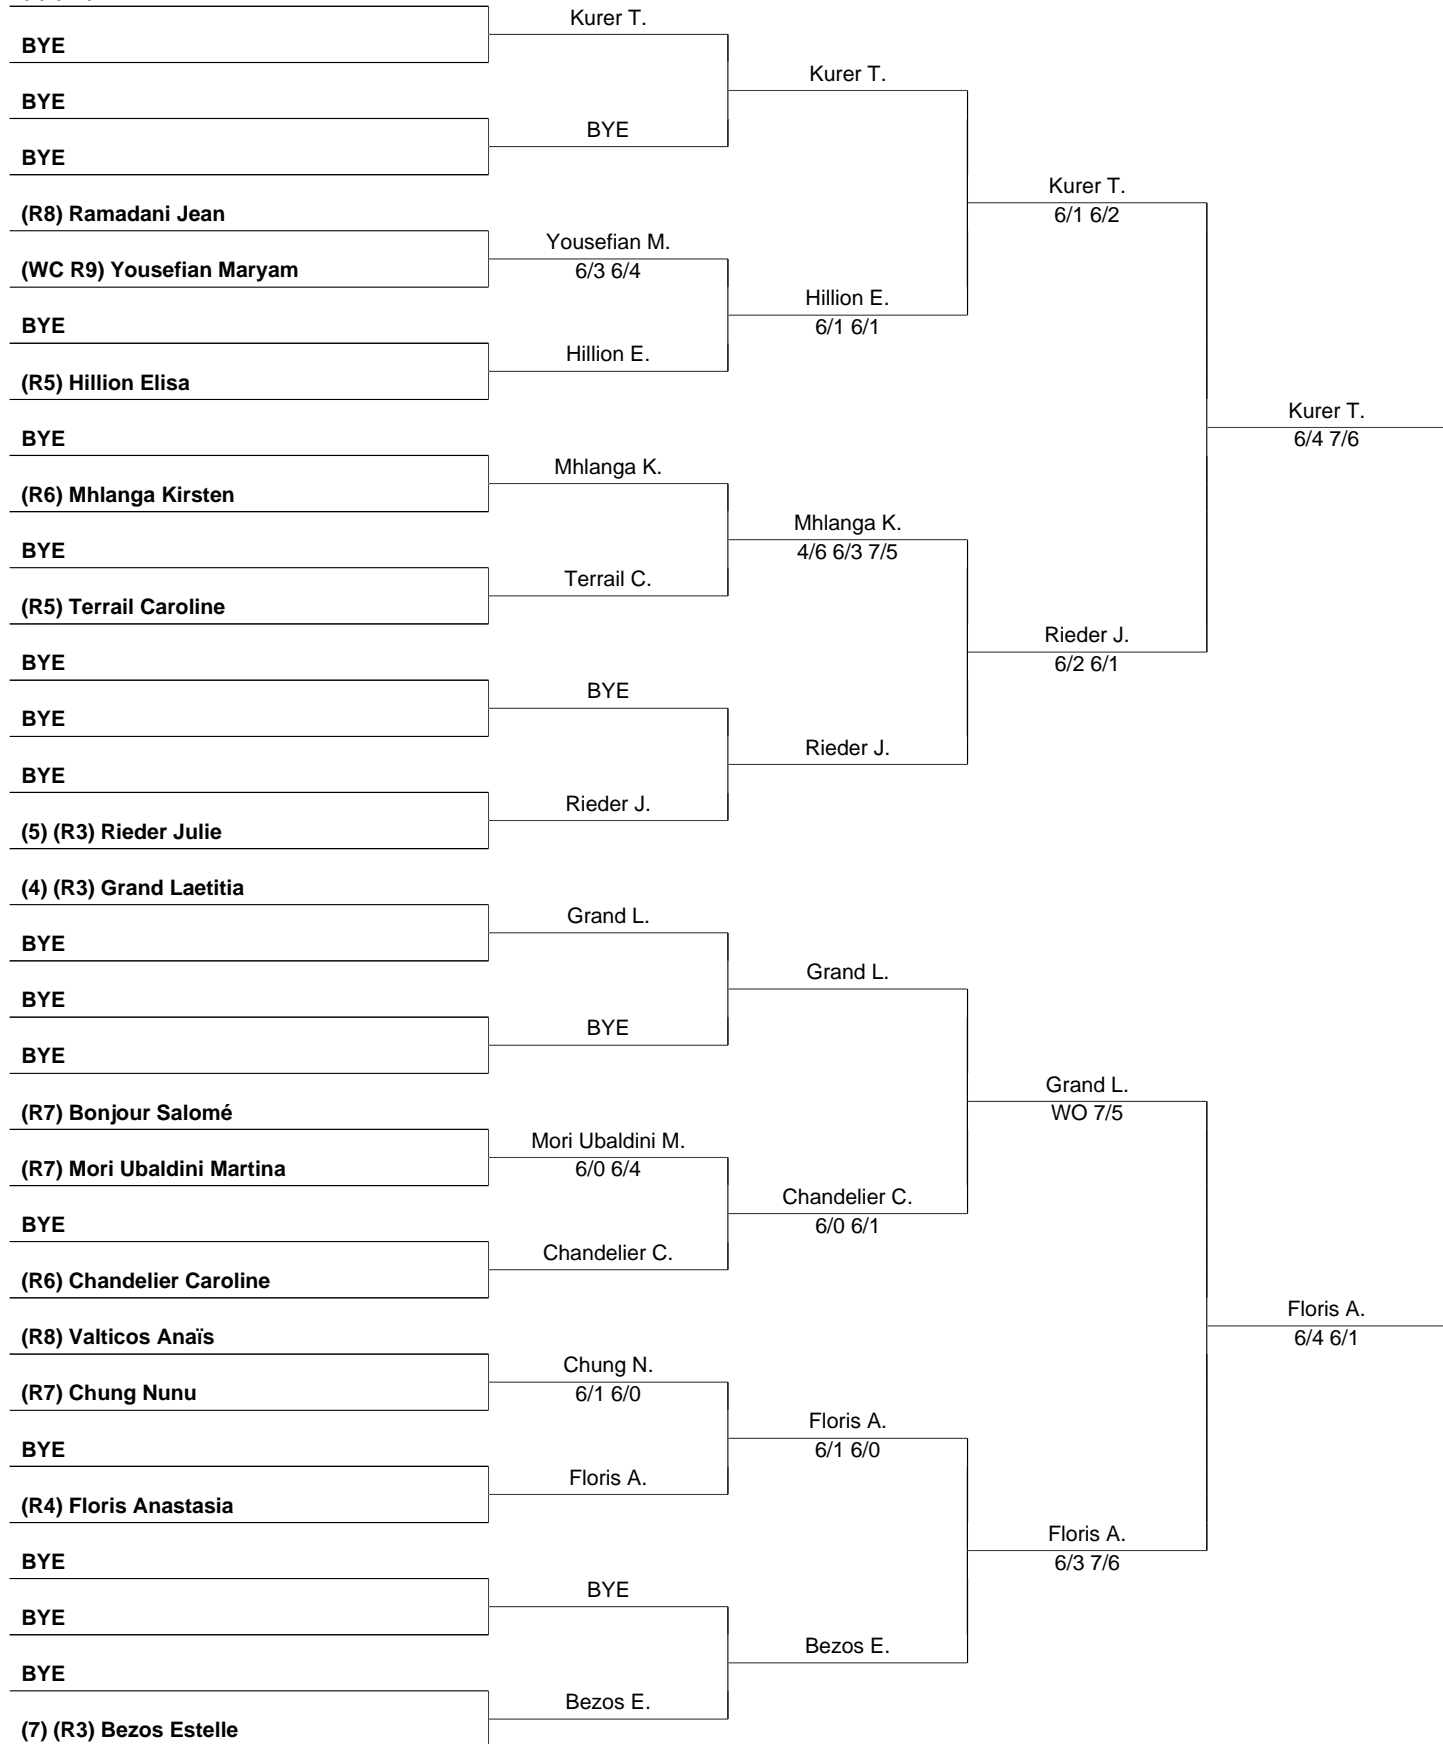 Kurer T.
BYE
Kurer T.
BYE
BYE
BYE
(R8) Ramadani Jean
Kurer T.
6/1 6/2
Yousefian M.
(WC R9) Yousefian Maryam
6/3 6/4
Hillion E.
BYE
6/1 6/1
Hillion E.
(R5) Hillion Elisa
Kurer T.
BYE
6/4 7/6
Mhlanga K.
(R6) Mhlanga Kirsten
Mhlanga K.
BYE
4/6 6/3 7/5
Terrail C.
(R5) Terrail Caroline
Rieder J.
BYE
6/2 6/1
BYE
BYE
Rieder J.
BYE
Rieder J.
(5) (R3) Rieder Julie
(4) (R3) Grand Laetitia
Grand L.
BYE
Grand L.
BYE
BYE
BYE
Grand L.
(R7) Bonjour Salomé
WO 7/5
Mori Ubaldini M.
(R7) Mori Ubaldini Martina
6/0 6/4
Chandelier C.
BYE
6/0 6/1
Chandelier C.
(R6) Chandelier Caroline
Floris A.
(R8) Valticos Anaïs
6/4 6/1
Chung N.
(R7) Chung Nunu
6/1 6/0
Floris A.
BYE
6/1 6/0
Floris A.
(R4) Floris Anastasia
Floris A.
BYE
6/3 7/6
BYE
BYE
Bezos E.
BYE
Bezos E.
(7) (R3) Bezos Estelle